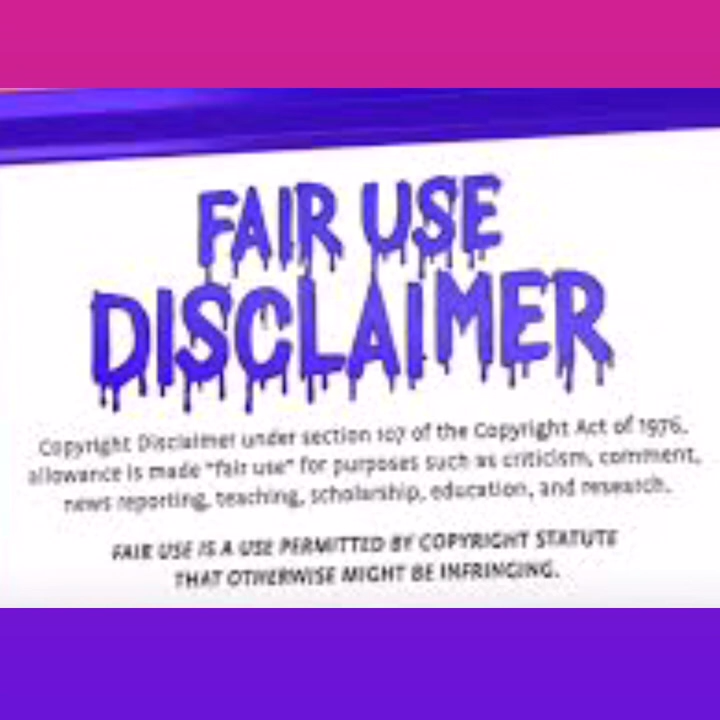 FAIR USE
DISCLAIMER
Copyright Disclaimer under section 107 of the Copyright Act of 1976,
allowance is made "fair use" for purposes such as criticism, comment,
news reporting, teaching, scholarship, education, and research.
FAIR USE IS A USE PERMITTED BY COPYRIGHT STATUTE
THAT OTHERWISE MIGHT BE INFRINGING.